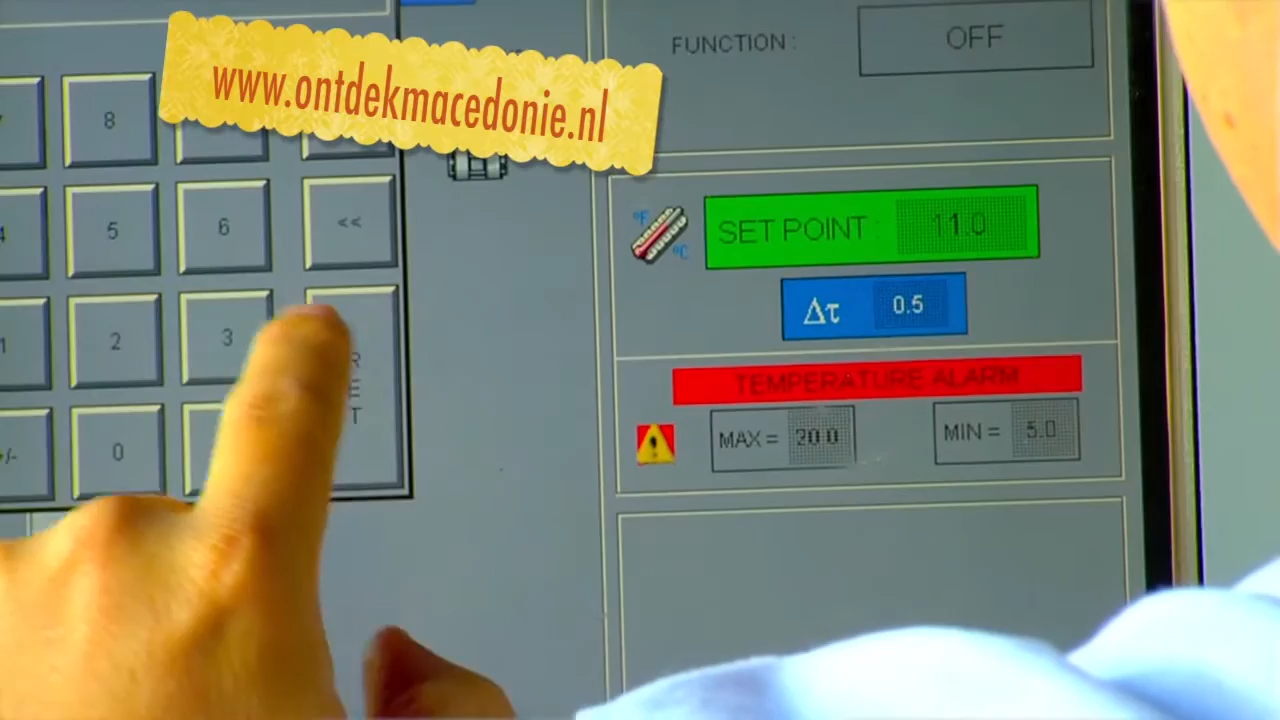 www.ontdekmacedonie.nl
FUNCTION : OFF
8
5 6 <<
1 2 3
+/- 0
R
E
T
°F
°C
SET POINT : 11.0
Δτ 0.5
TEMPERATURE ALARM
MAX = 20.0 MIN = 5.0